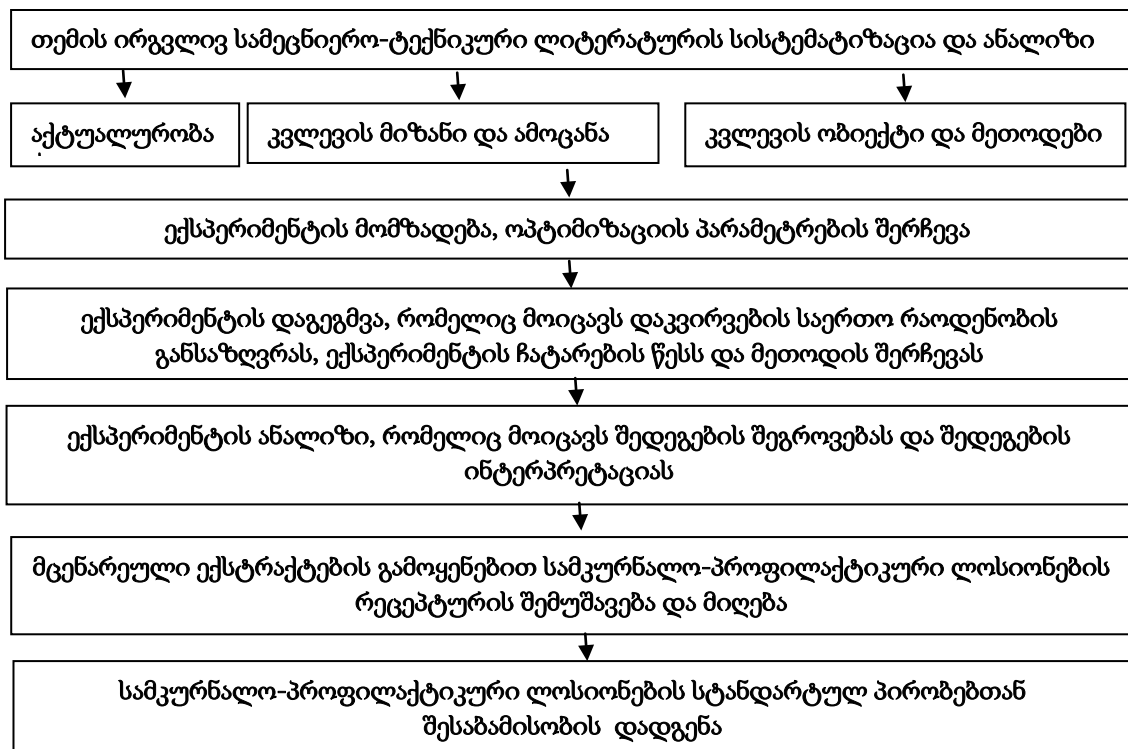 თემის ირგვლივ სამეცნიერო-ტექნიკური ლიტერატურის სისტემატიზაცია და ანალიზი
აქტუალურობა
კვლევის მიზანი და ამოცანა
კვლევის ობიექტი და მეთოდები
ექსპერიმენტის მომზადება, ოპტიმიზაციის პარამეტრების შერჩევა
ექსპერიმენტის დაგეგმვა, რომელიც მოიცავს დაკვირვების საერთო რაოდენობის
განსაზღვრას, ექსპერიმენტის ჩატარების წესს და მეთოდის შერჩევას
ექსპერიმენტის ანალიზი, რომელიც მოიცავს შედეგების შეგროვებას და შედეგების
ინტერპრეტაციას
მცენარეული ექსტრაქტების გამოყენებით სამკურნალო-პროფილაქტიკური ლოსიონების
რეცეპტურის შემუშავება და მიღება
სამკურნალო-პროფილაქტიკური ლოსიონების სტანდარტულ პირობებთან
შესაბამისობის დადგენა